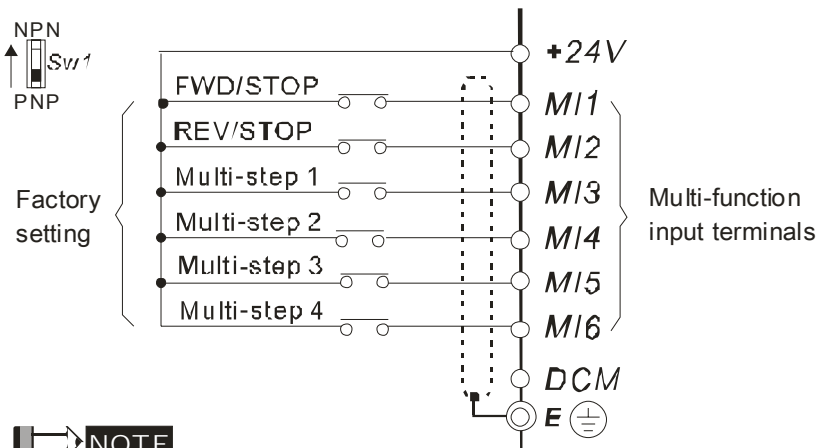 NPN
Sw1
PNP
+24V
FWD/STOP
MI1
REV/STOP
MI2
Multi-step 1
MI3
Factory
setting
Multi-function
input terminals
Multi-step 2
MI4
Multi-step 3
MI5
Multi-step 4
MI6
DCM
E
NOTE